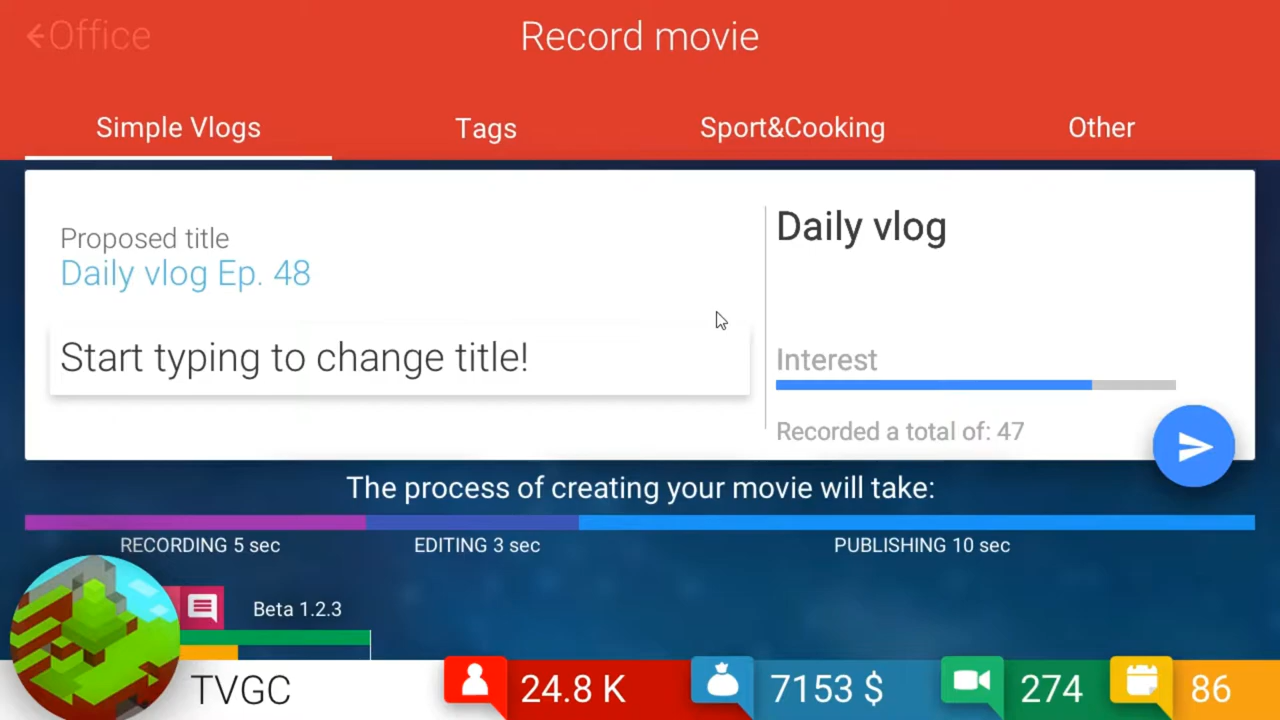 Office
Record movie
Simple Vlogs
Tags
Sport&Cooking
Other
Proposed title
Daily vlog Ep. 48
Start typing to change title!
Daily vlog
Interest
Recorded a total of: 47
The process of creating your movie will take:
RECORDING 5 sec
EDITING 3 sec
PUBLISHING 10 sec
Beta 1.2.3
TVGC
24.8 K
7153 $
274
86